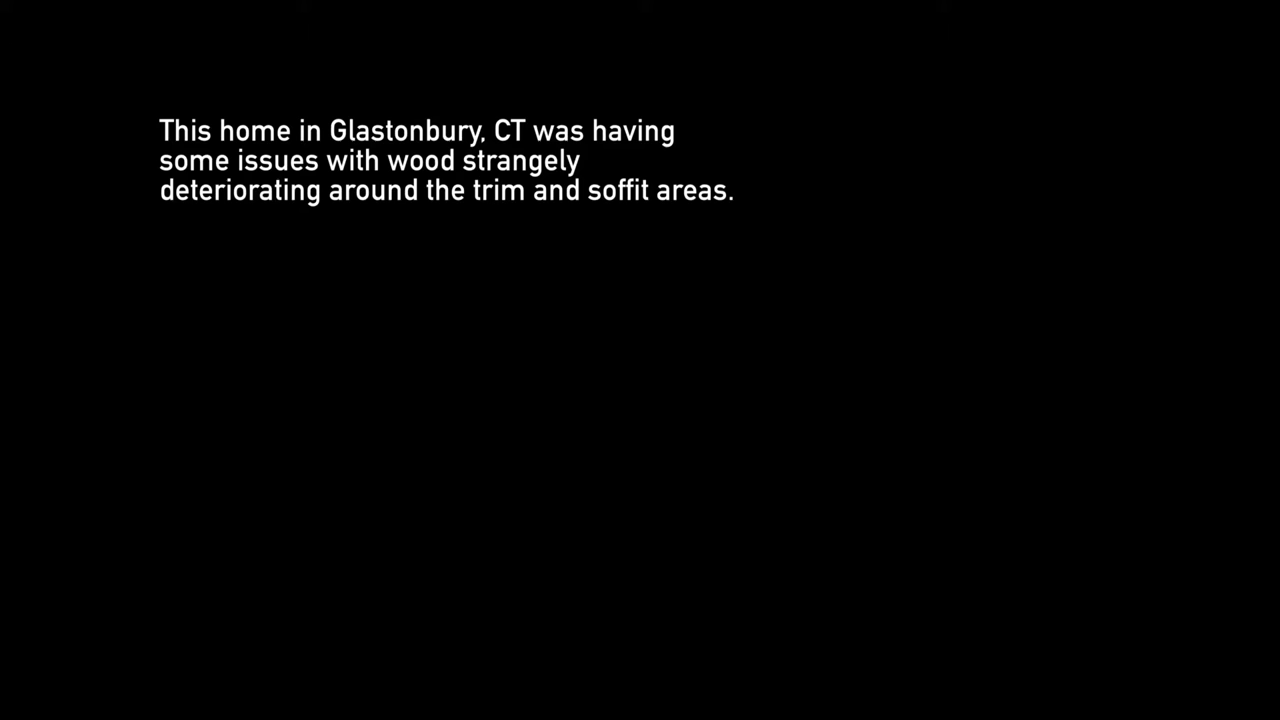 This home in Glastonbury, CT was having
some issues with wood strangely
deteriorating around the trim and soffit areas.